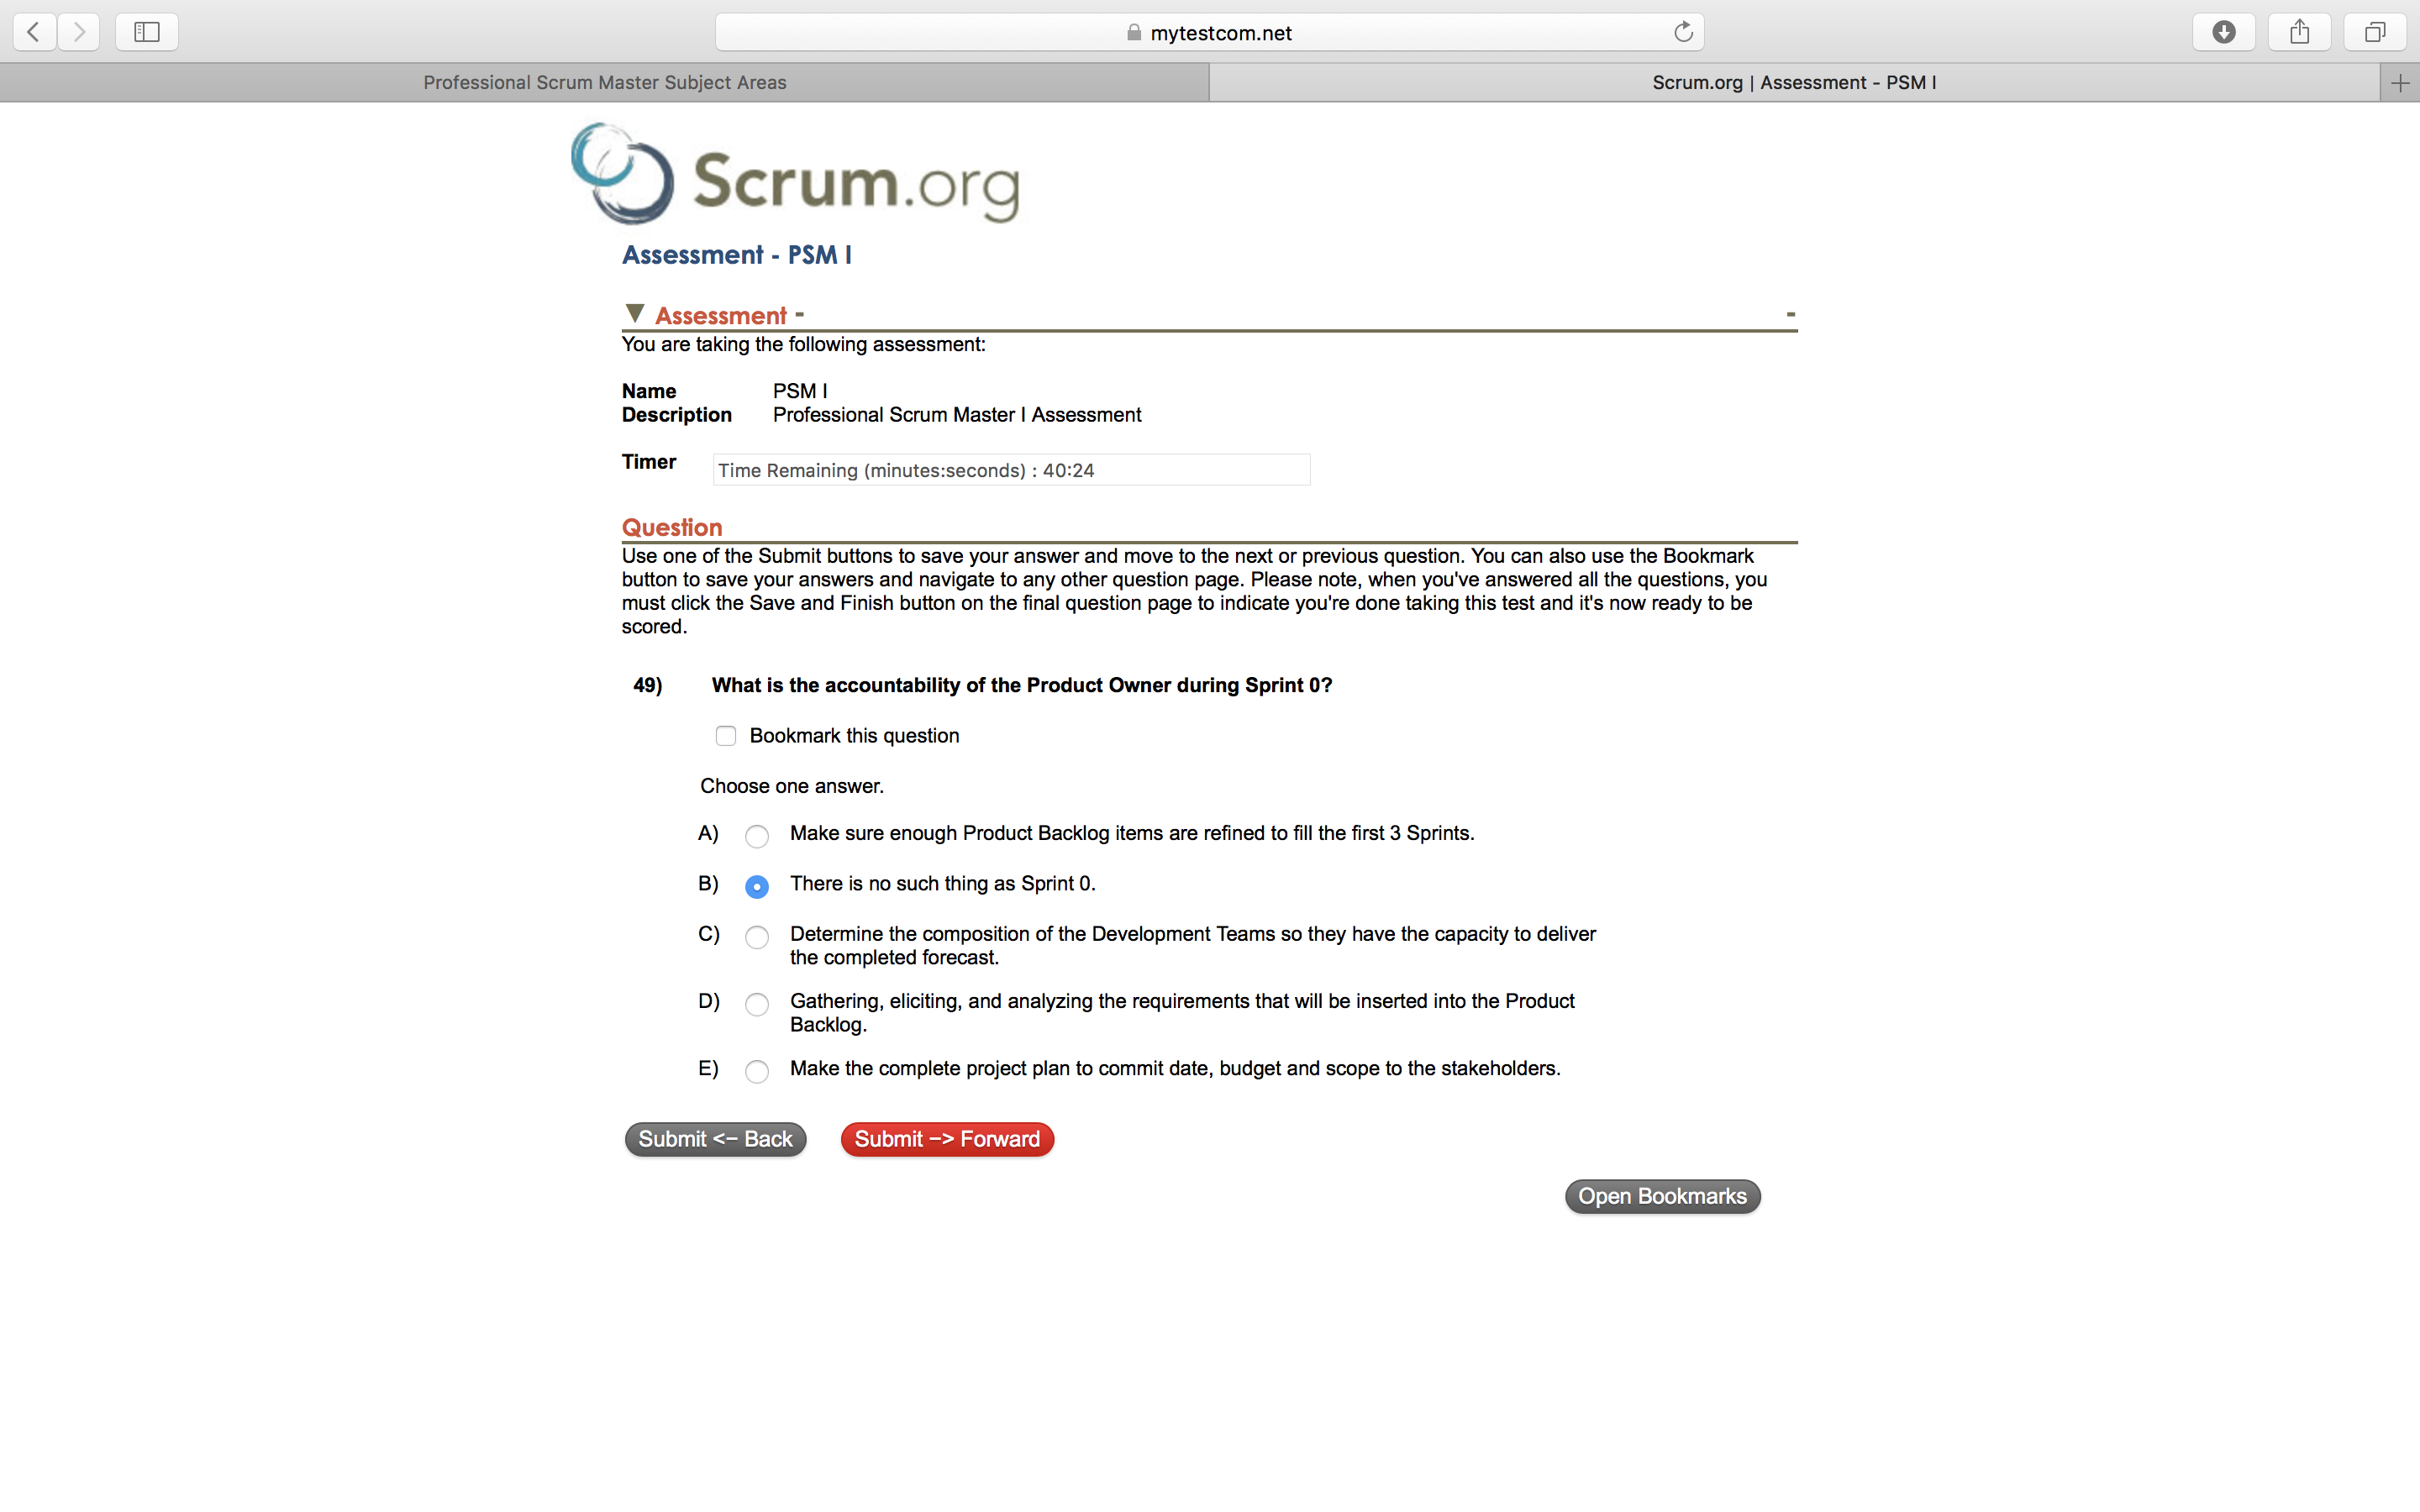 mytestcom.net
Professional Scrum Master Subject Areas
Scrum.org | Assessment - PSM I
Scrum.org
Assessment - PSM I
Assessment -
-
You are taking the following assessment:
Name PSM I
Description Professional Scrum Master I Assessment
Timer Time Remaining (minutes:seconds) : 40:24
Question
Use one of the Submit buttons to save your answer and move to the next or previous question. You can also use the Bookmark
button to save your answers and navigate to any other question page. Please note, when you've answered all the questions, you
must click the Save and Finish button on the final question page to indicate you're done taking this test and it's now ready to be
scored.
49) What is the accountability of the Product Owner during Sprint 0?
Bookmark this question
Choose one answer.
A) Make sure enough Product Backlog items are refined to fill the first 3 Sprints.
B) There is no such thing as Sprint 0.
C) Determine the composition of the Development Teams so they have the capacity to deliver
the completed forecast.
D) Gathering, eliciting, and analyzing the requirements that will be inserted into the Product
Backlog.
E) Make the complete project plan to commit date, budget and scope to the stakeholders.
Submit <- Back Submit -> Forward
Open Bookmarks